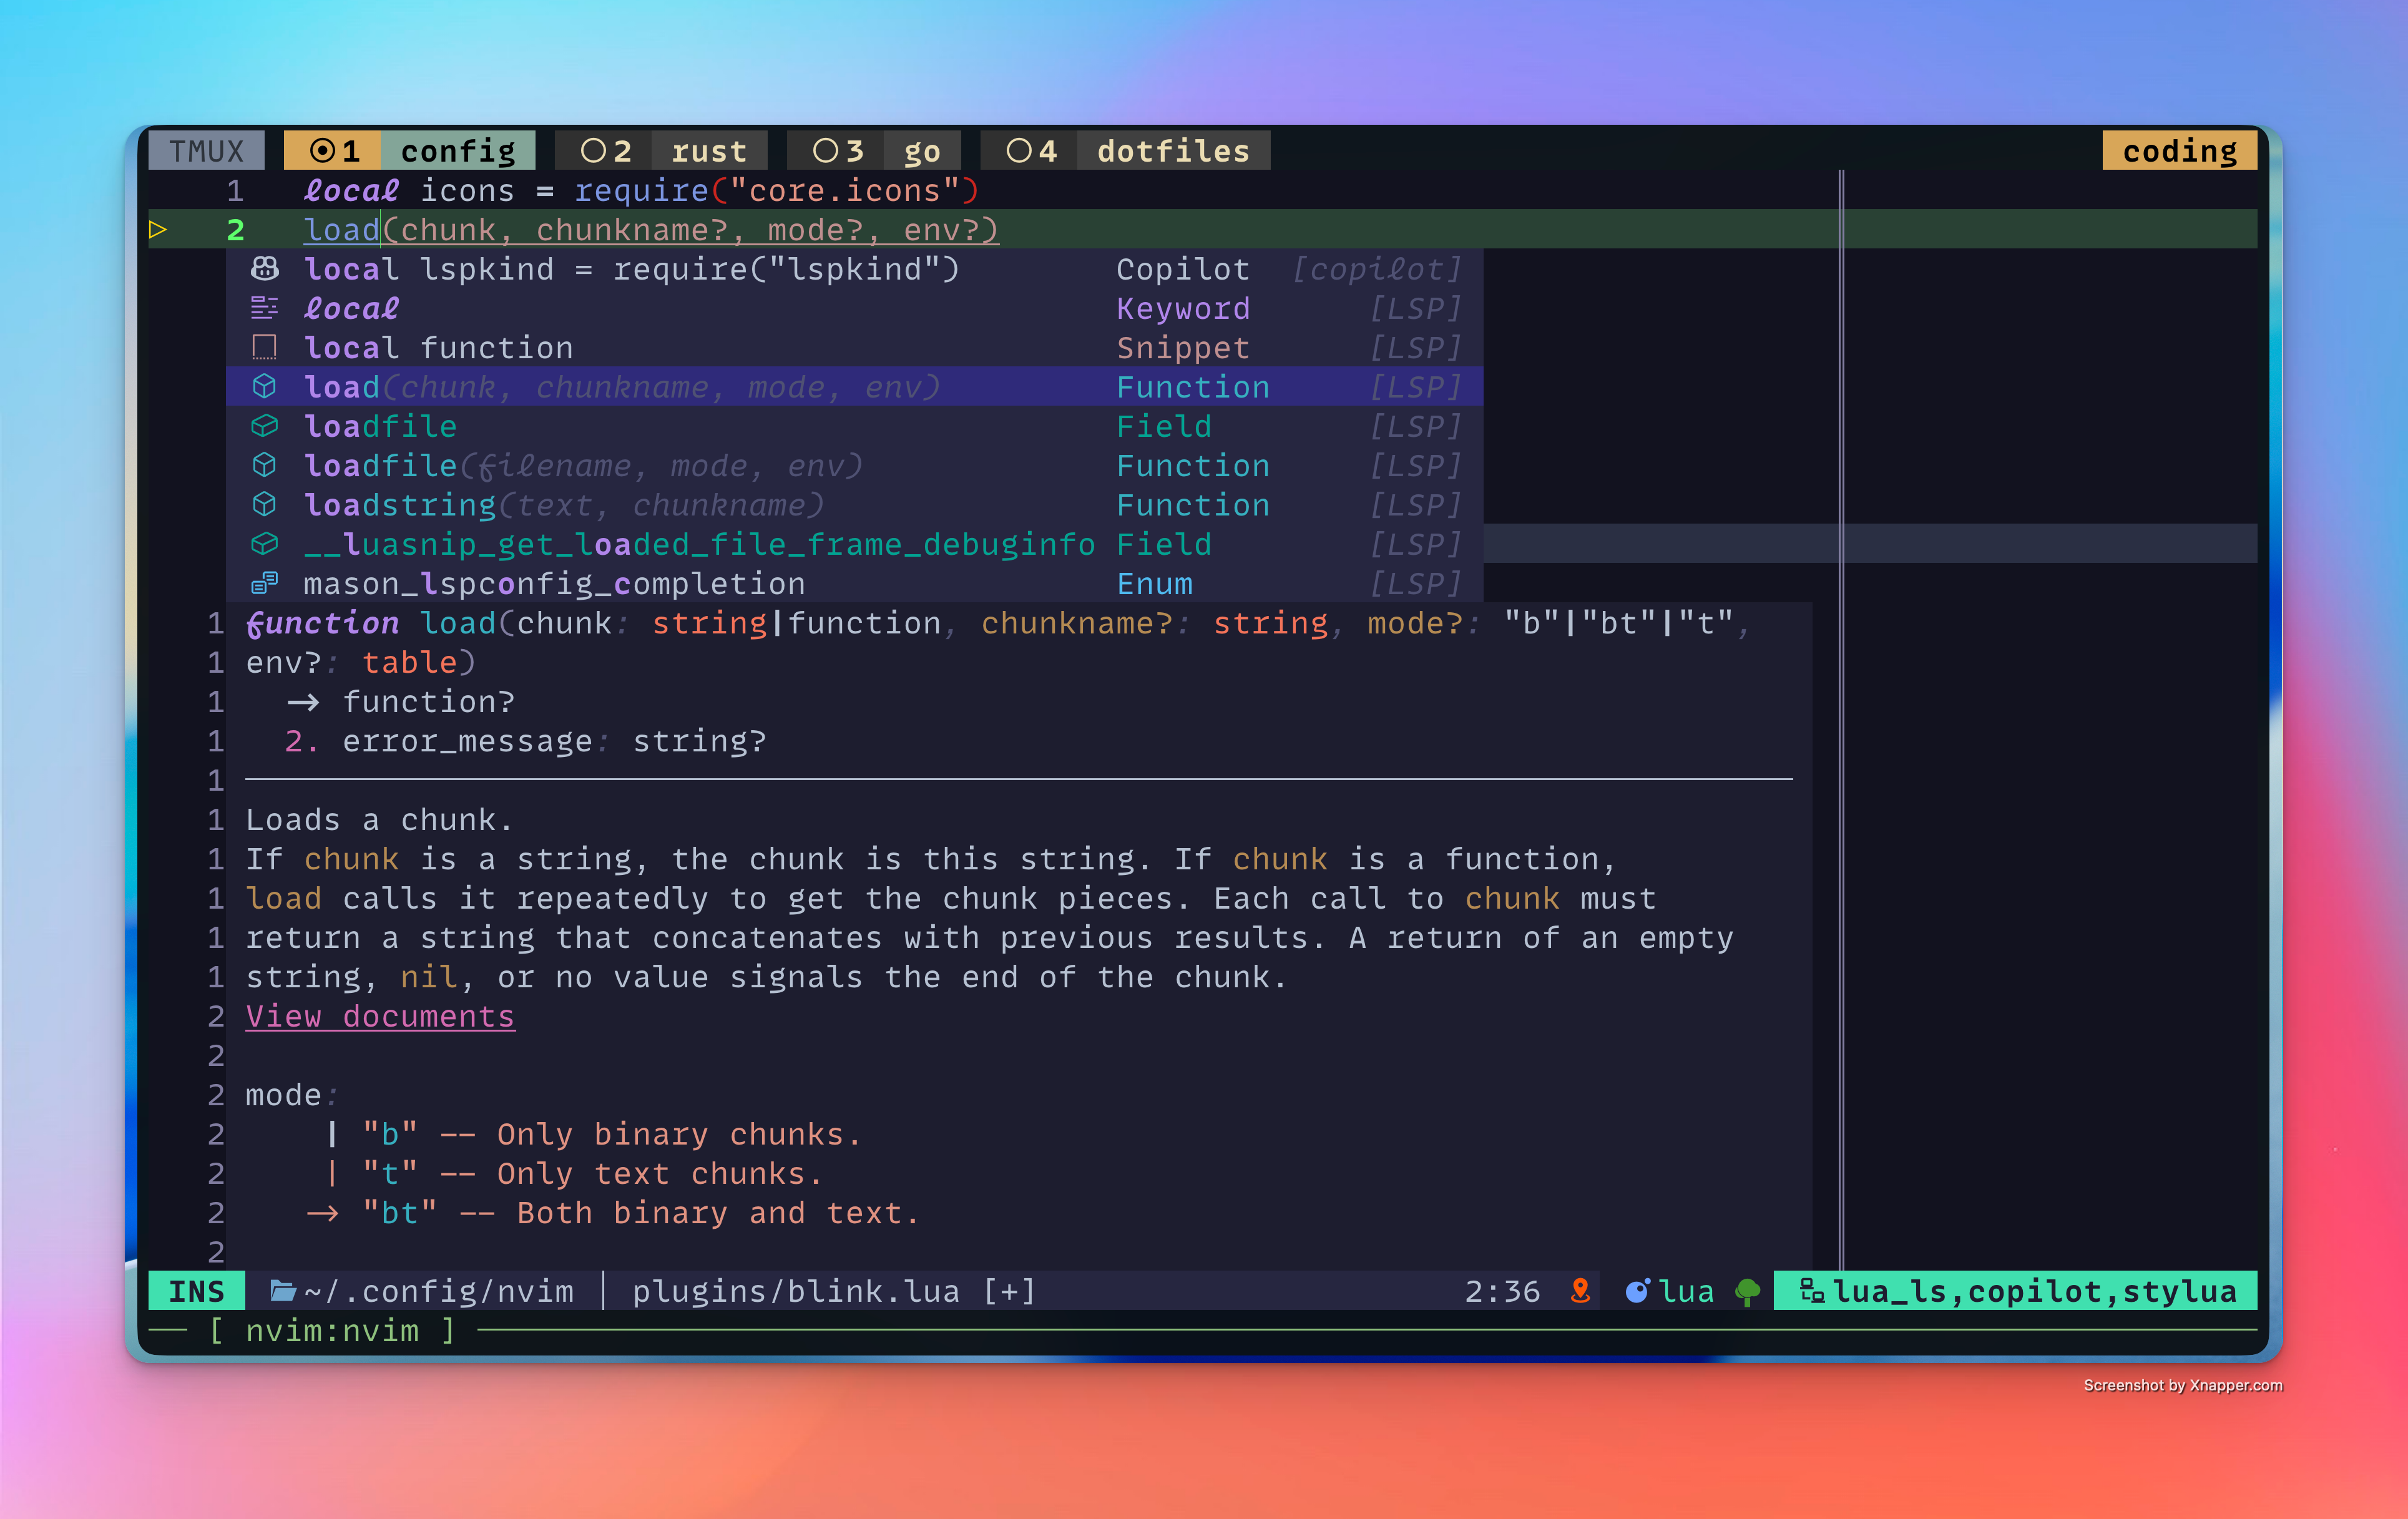 TMUX 1 config 2 rust 3 go 4 dotfiles coding
1 local icons = require("core.icons")
2 load(chunk, chunkname?, mode?, env?)
local lspkind = require("lspkind") Copilot [copilot]
local Keyword [LSP]
local function Snippet [LSP]
load(chunk, chunkname, mode, env) Function [LSP]
loadfile Field [LSP]
loadfile(filename, mode, env) Function [LSP]
loadstring(text, chunkname) Function [LSP]
__luasnip_get_loaded_file_frame_debuginfo Field [LSP]
mason_lspconfig_completion Enum [LSP]
1 function load(chunk: string|function, chunkname?: string, mode?: "b"|"bt"|"t",
1 env?: table)
1 → function?
1 2. error_message: string?
1
1 Loads a chunk.
1 If chunk is a string, the chunk is this string. If chunk is a function,
1 load calls it repeatedly to get the chunk pieces. Each call to chunk must
1 return a string that concatenates with previous results. A return of an empty
1 string, nil, or no value signals the end of the chunk.
2 View documents
2
2 mode:
2 | "b" -- Only binary chunks.
2 | "t" -- Only text chunks.
2 → "bt" -- Both binary and text.
2
INS ~/.config/nvim | plugins/blink.lua [+] 2:36 lua lua_ls,copilot,stylua
[ nvim:nvim ]
Screenshot by Xnapper.com